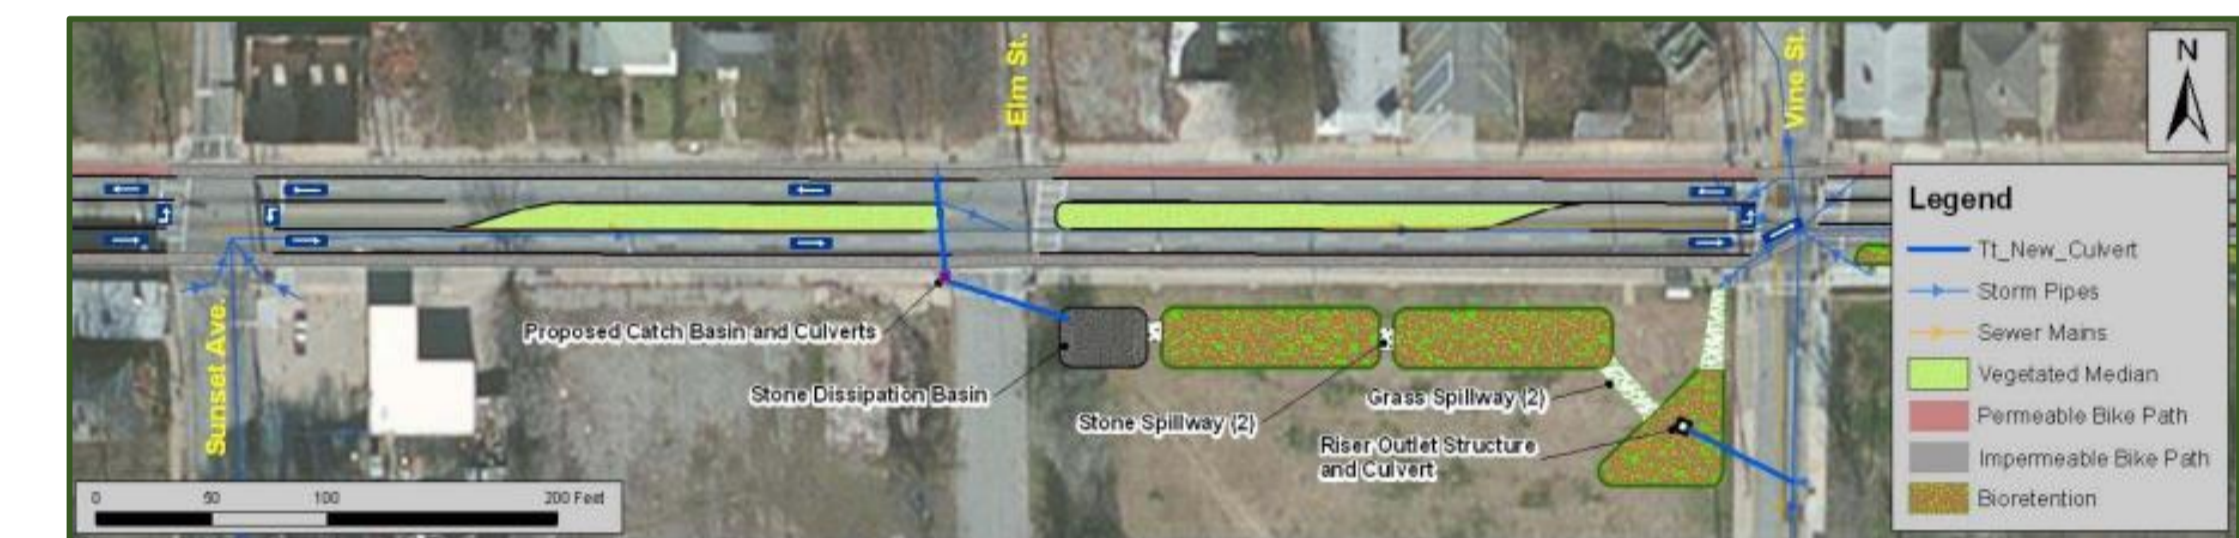 Elm St.
Vine St.
N
Sunset Ave.
Proposed Catch Basin and Culverts
Stone Dissipation Basin
Stone Spillway (2)
Grass Spillway (2)
Riser Outlet Structure
and Culvert
0 50 100 200 Feet
Legend
Tt_New_Culvert
Storm Pipes
Sewer Mains
Vegetated Median
Permeable Bike Path
Impermeable Bike Path
Bioretention